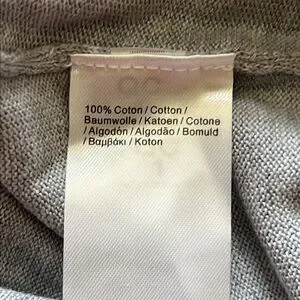 100% Coton / Cotton /
Baumwolle / Katoen / Cotone
/ Algodón / Algodão / Bomuld
/ Βαμβάκι / Koton